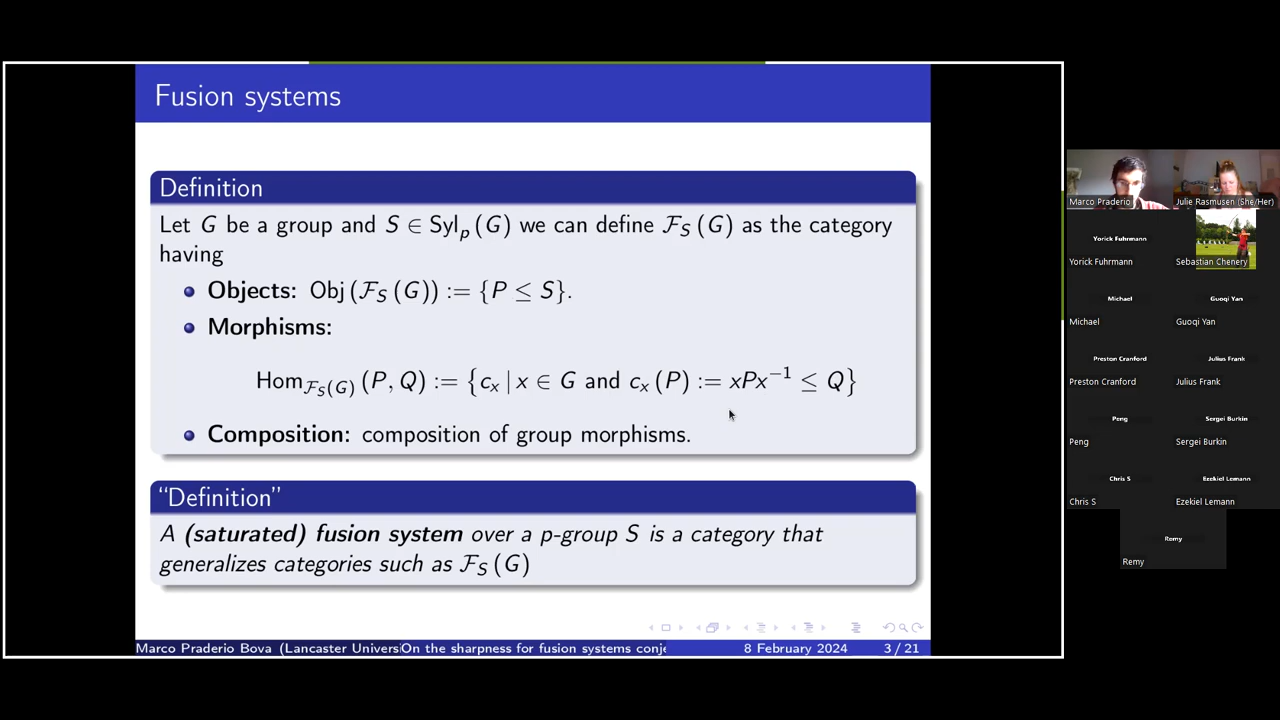 Fusion systems
Definition
Let G be a group and S ∈ Syl_p (G) we can define ℱ_S (G) as the category
having
Objects: Obj (ℱ_S (G)) := {P ≤ S}.
Morphisms:
Hom_{ℱ_S(G)} (P, Q) := {c_x | x ∈ G and c_x (P) := xPx^{-1} ≤ Q}
Composition: composition of group morphisms.
“Definition”
A (saturated) fusion system over a p-group S is a category that
generalizes categories such as ℱ_S (G)
Marco Praderio Bova (Lancaster Univers On the sharpness for fusion systems conje 8 February 2024 3 / 21
Marco Praderio Julie Rasmusen (She/Her)
Yorick Fuhrmann
Yorick Fuhrmann Sebastian Chenery
Michael Guoqi Yan
Michael Guoqi Yan
Preston Cranford Julius Frank
Preston Cranford Julius Frank
Peng Sergei Burkin
Peng Sergei Burkin
Chris S Ezekiel Lemann
Chris S Ezekiel Lemann
Remy
Remy